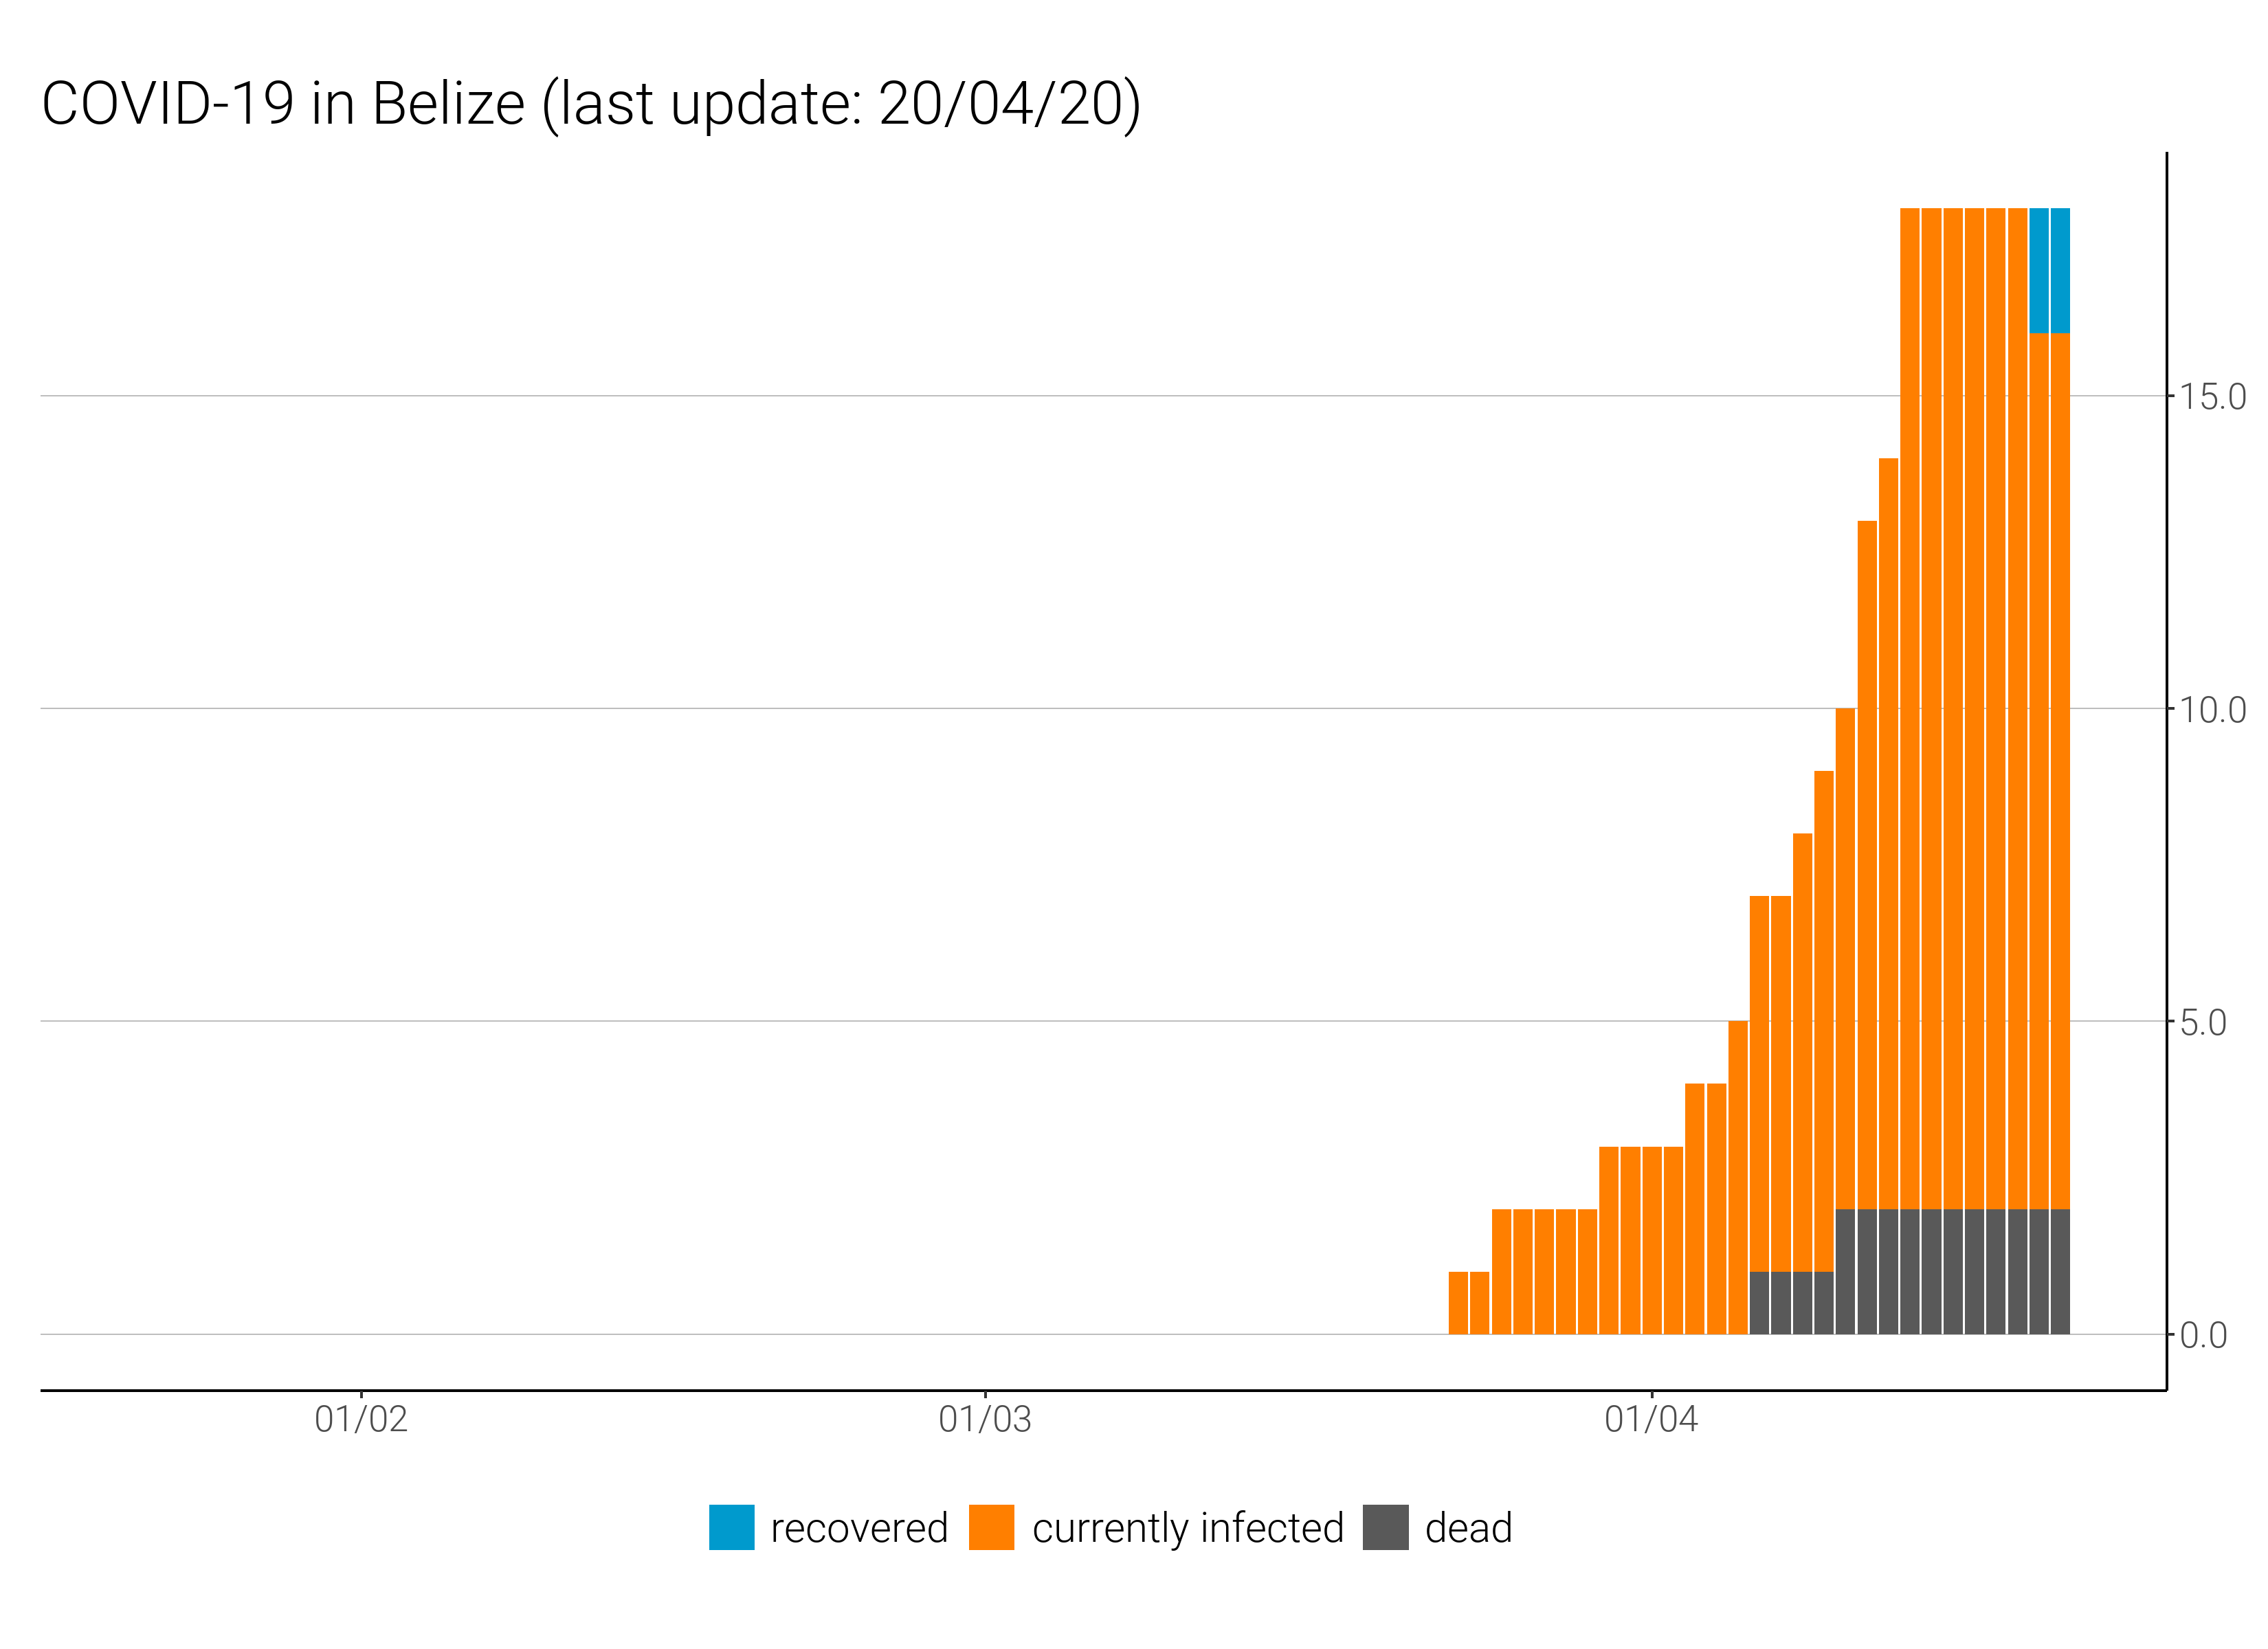 COVID-19 in Belize (last update: 20/04/20)
15.0
10.0
5.0
0.0
01/02 01/03 01/04
recovered currently infected dead